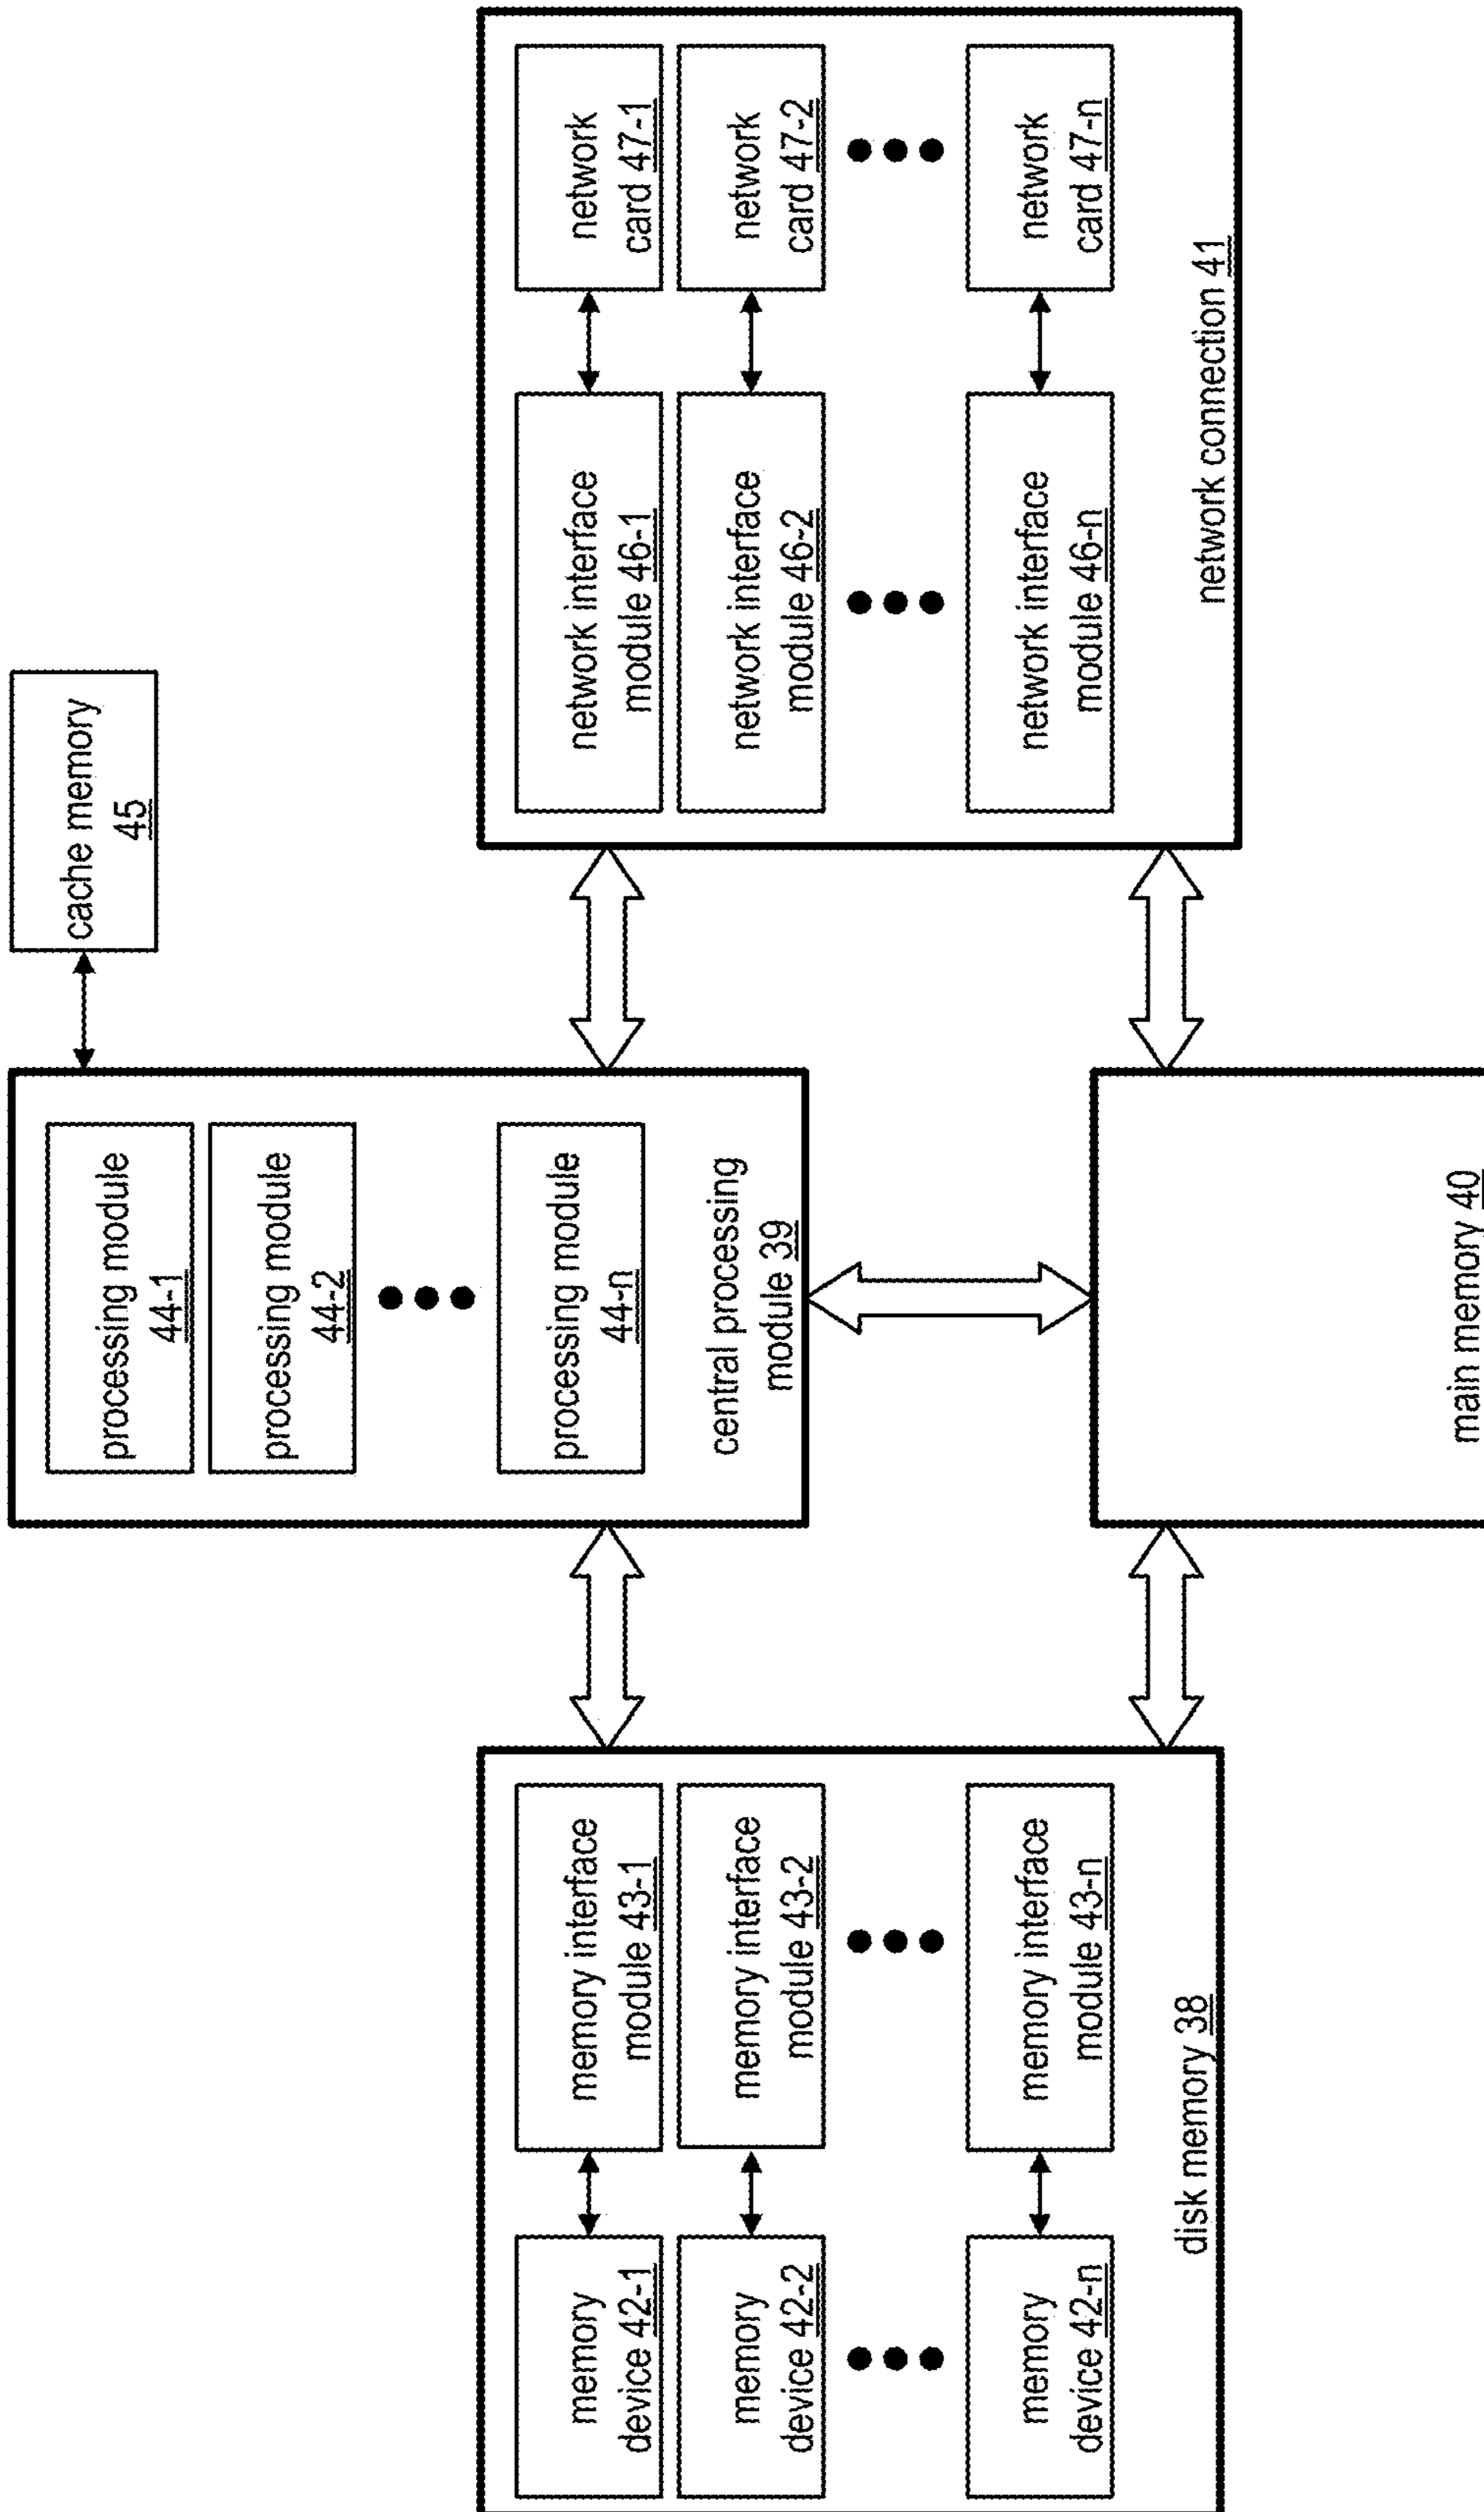 processing module
44-1
processing module
44-2
processing module
44-n
central processing
module 39
cache memory
45
memory
device 42-1
memory interface
module 43-1
memory
device 42-2
memory interface
module 43-2
memory
device 42-n
memory interface
module 43-n
disk memory 38
network interface
module 46-1
network
card 47-1
network interface
module 46-2
network
card 47-2
network interface
module 46-n
network
card 47-n
network connection 41
main memory 40